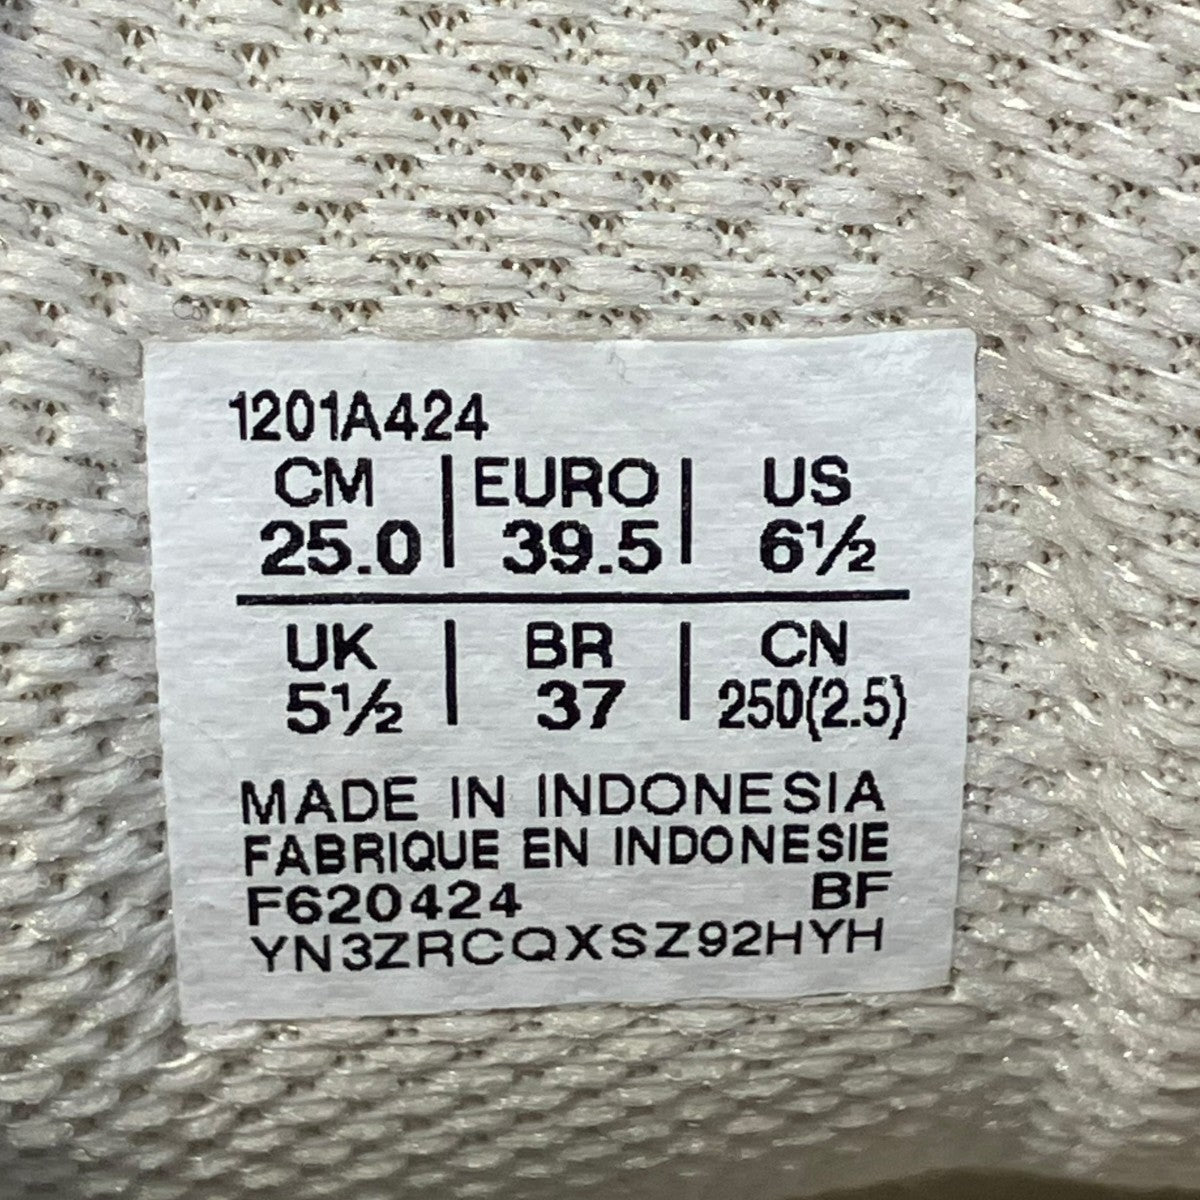 1201A424
CM | EURO | US
25.0 | 39.5 | 6½
UK | BR | CN
5½ | 37 | 250(2.5)
MADE IN INDONESIA
FABRIQUE EN INDONESIE
F620424 BF
YN3ZRCQXSZ92HYH